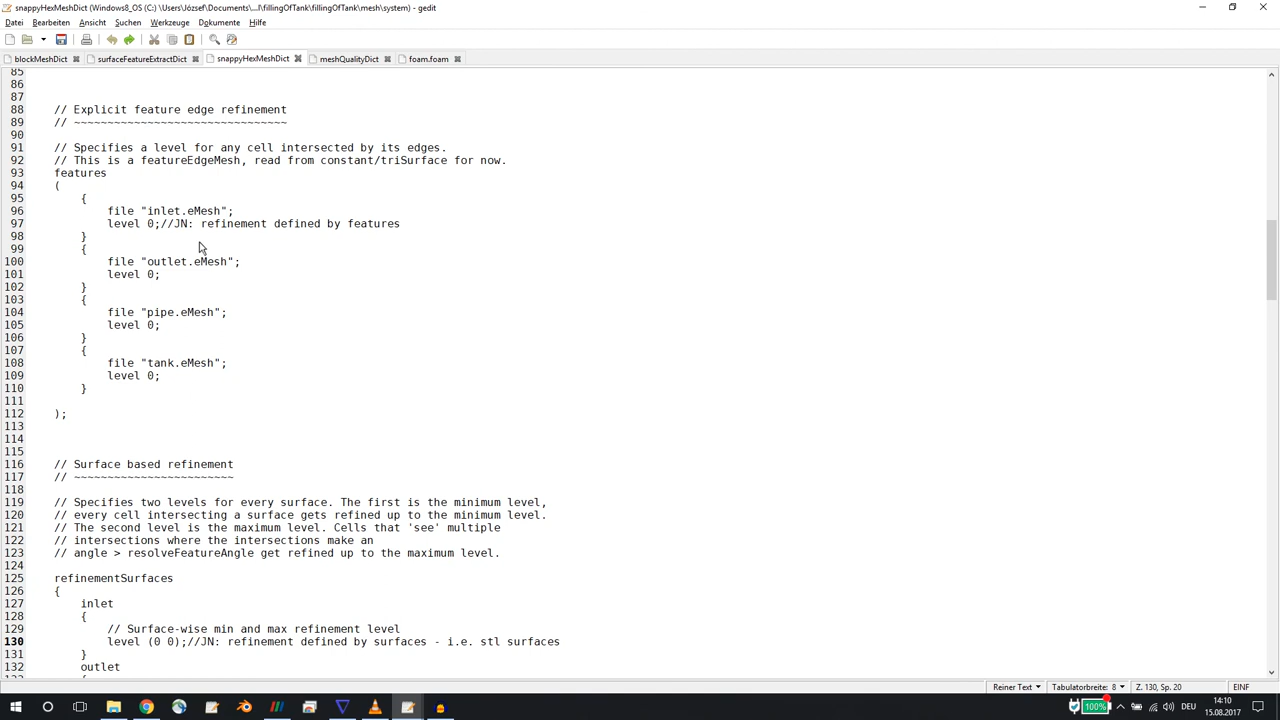 snappyHexMeshDict (Windows8_OS (C:) \Users\József\Documents\...l/fillingOfTank\fillingOfTank\mesh\system) - gedit
Datei Bearbeiten Ansicht Suchen Werkzeuge Dokumente Hilfe
blockMeshDict surfaceFeatureExtractDict snappyHexMeshDict meshQualityDict foam.foam
85
86
87
88 // Explicit feature edge refinement
89 // ~~~~~~~~~~~~~~~~~~~~~~~~~~~~~~~~
90
91 // Specifies a level for any cell intersected by its edges.
92 // This is a featureEdgeMesh, read from constant/triSurface for now.
93 features
94 (
95 {
96 file "inlet.eMesh";
97 level 0;//JN: refinement defined by features
98 }
99 {
100 file "outlet.eMesh";
101 level 0;
102 }
103 {
104 file "pipe.eMesh";
105 level 0;
106 }
107 {
108 file "tank.eMesh";
109 level 0;
110 }
111
112 );
113
114
115
116 // Surface based refinement
117 // ~~~~~~~~~~~~~~~~~~~~~~~~
118
119 // Specifies two levels for every surface. The first is the minimum level,
120 // every cell intersecting a surface gets refined up to the minimum level.
121 // The second level is the maximum level. Cells that 'see' multiple
122 // intersections where the intersections make an
123 // angle > resolveFeatureAngle get refined up to the maximum level.
124
125 refinementSurfaces
126 {
127 inlet
128 {
129 // Surface-wise min and max refinement level
130 level (0 0);//JN: refinement defined by surfaces - i.e. stl surfaces
131 }
132 outlet
Reiner Text Tabulatorbreite: 8 Z. 130, Sp. 20 EINF
100% DEU 14:10
15.08.2017